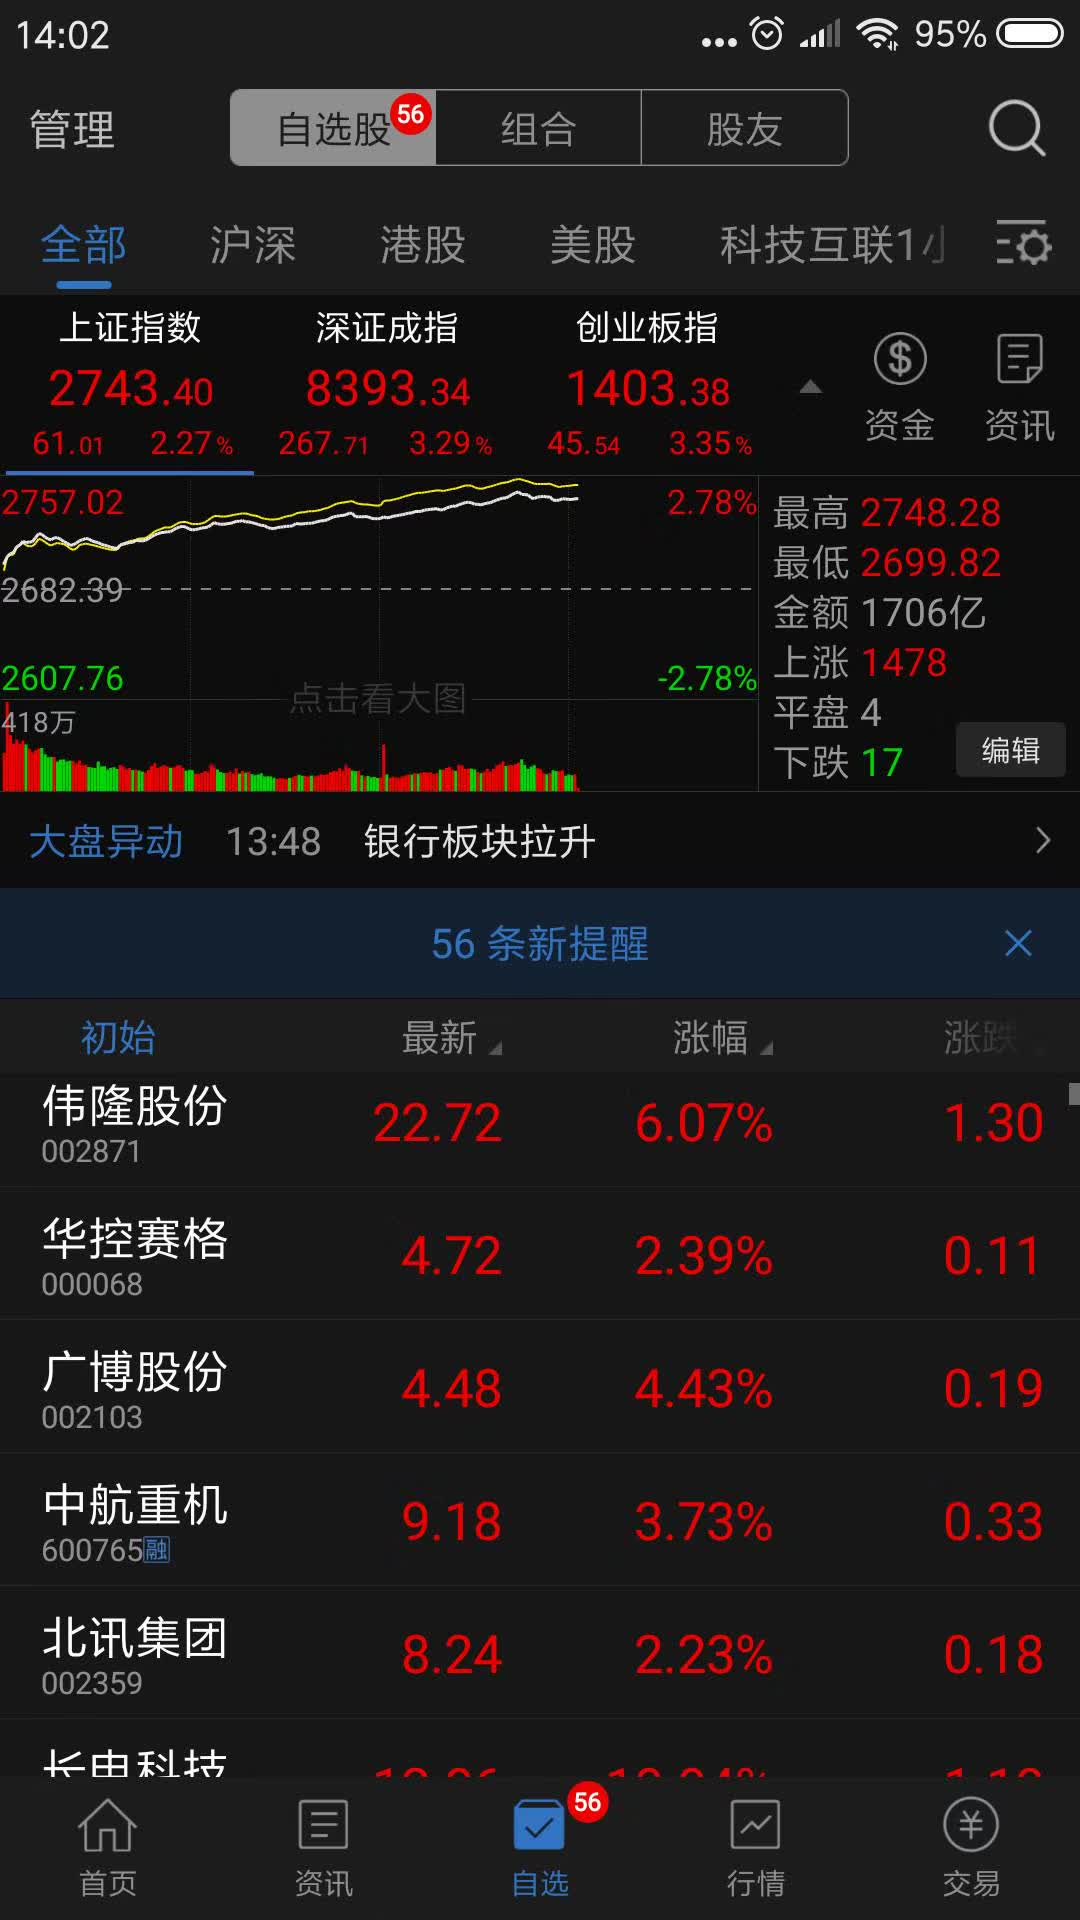 14:02 95%
管理 自选股 56 组合 股友
全部 沪深 港股 美股 科技互联1
上证指数 深证成指 创业板指
2743.40 8393.34 1403.38
61.01 2.27% 267.71 3.29% 45.54 3.35%
资金 资讯
2757.02 2.78%
2682.39
2607.76 -2.78%
点击看大图
418万
最高 2748.28
最低 2699.82
金额 1706亿
上涨 1478
平盘 4
下跌 17
编辑
大盘异动 13:48 银行板块拉升
56 条新提醒
初始 最新 涨幅 涨跌
伟隆股份 22.72 6.07% 1.30
002871
华控赛格 4.72 2.39% 0.11
000068
广博股份 4.48 4.43% 0.19
002103
中航重机 9.18 3.73% 0.33
600765融
北讯集团 8.24 2.23% 0.18
002359
长电科技
56
首页 资讯 自选 行情 交易